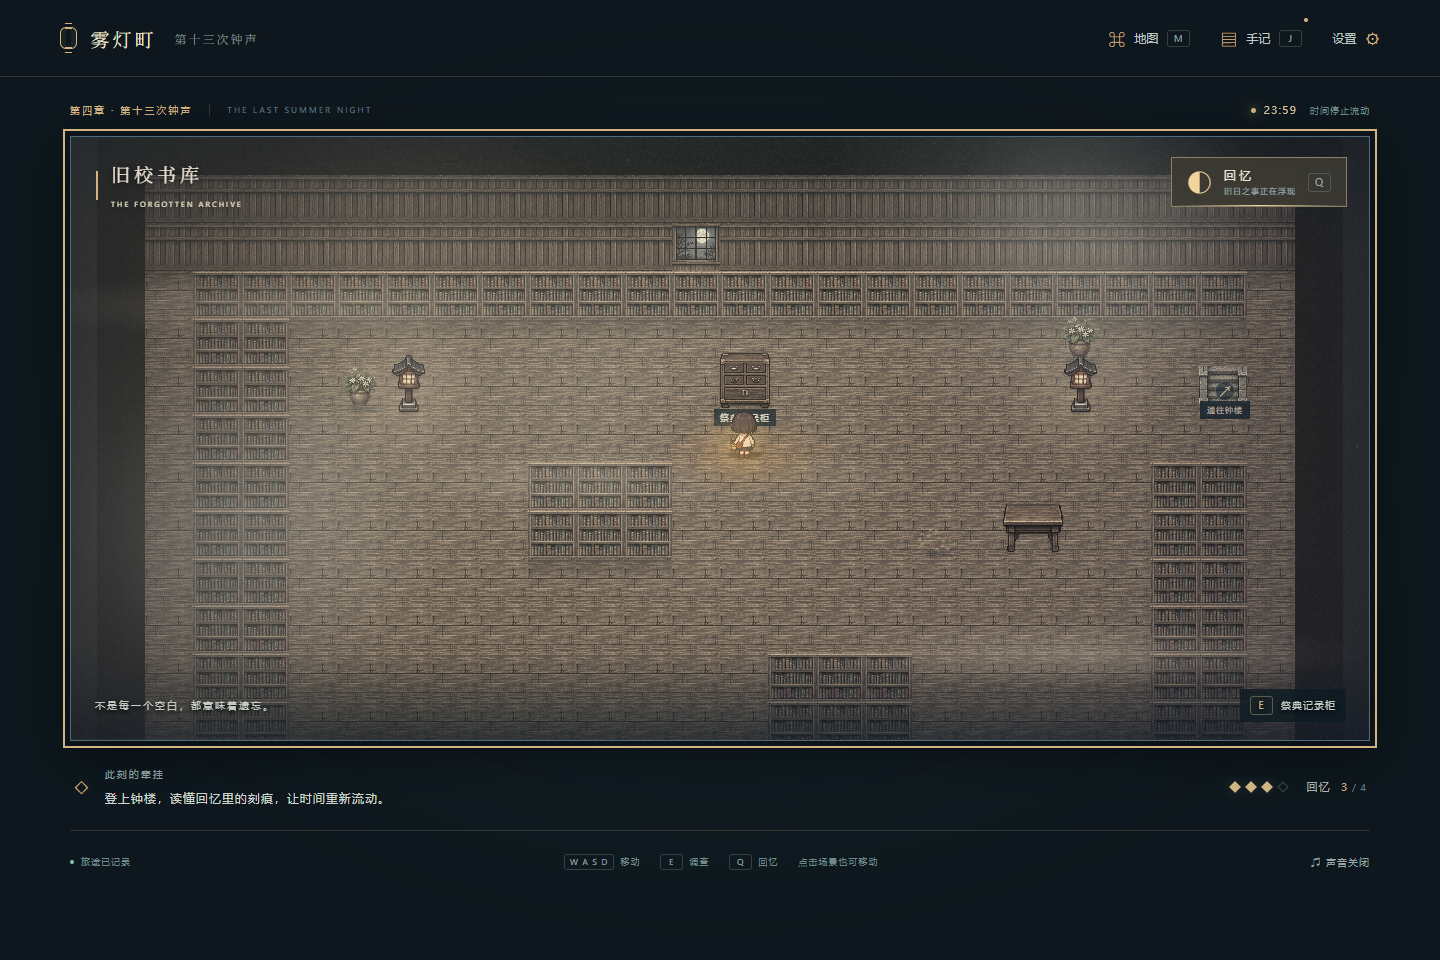 雾灯町 第十三次钟声
地图 M
手记 J
设置
第四章 · 第十三次钟声 THE LAST SUMMER NIGHT
23:59 时间停止流动
旧校书库
THE FORGOTTEN ARCHIVE
回忆
旧日之事正在浮现
Q
通往钟楼
不是每一个空白，都意味着遗忘。
E 祭典记录柜
此刻的牵挂
登上钟楼，读懂回忆里的刻痕，让时间重新流动。
回忆 3 / 4
旅途已记录
WASD 移动 E 调查 Q 回忆 点击场景也可移动
声音关闭